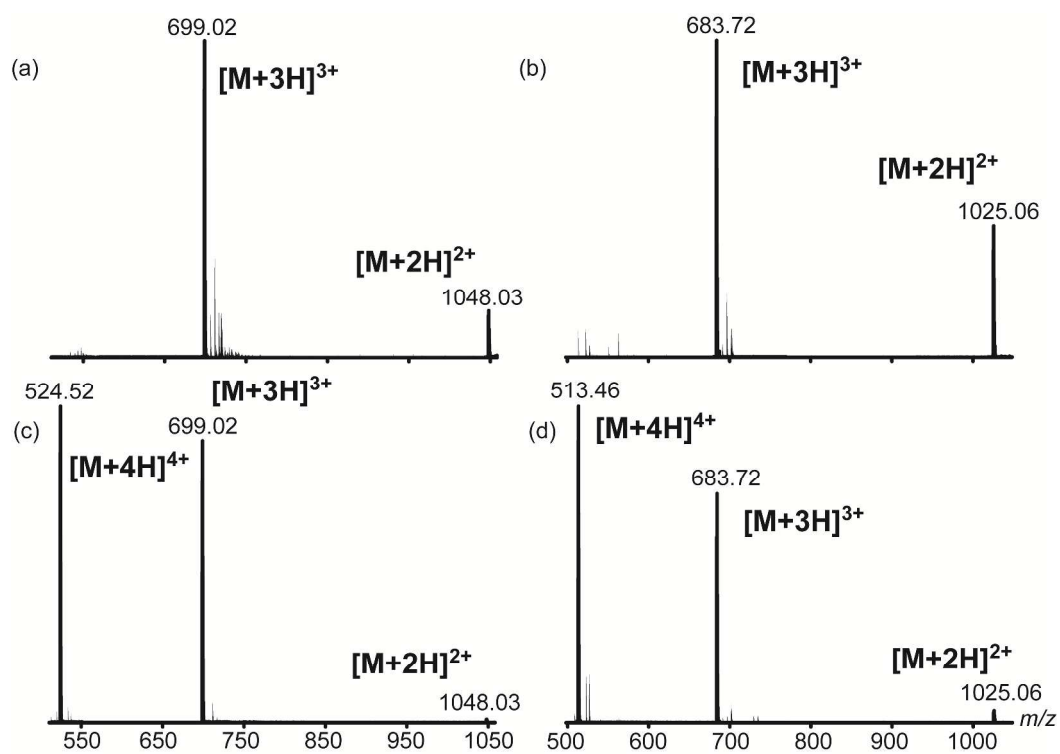 (a)
699.02
[M+3H]3+
[M+2H]2+
1048.03
(b)
683.72
[M+3H]3+
[M+2H]2+
1025.06
(c)
524.52
[M+4H]4+
[M+3H]3+
699.02
[M+2H]2+
1048.03
550 650 750 850 950 1050
(d)
513.46
[M+4H]4+
683.72
[M+3H]3+
[M+2H]2+
1025.06
500 600 700 800 900 1000 m/z